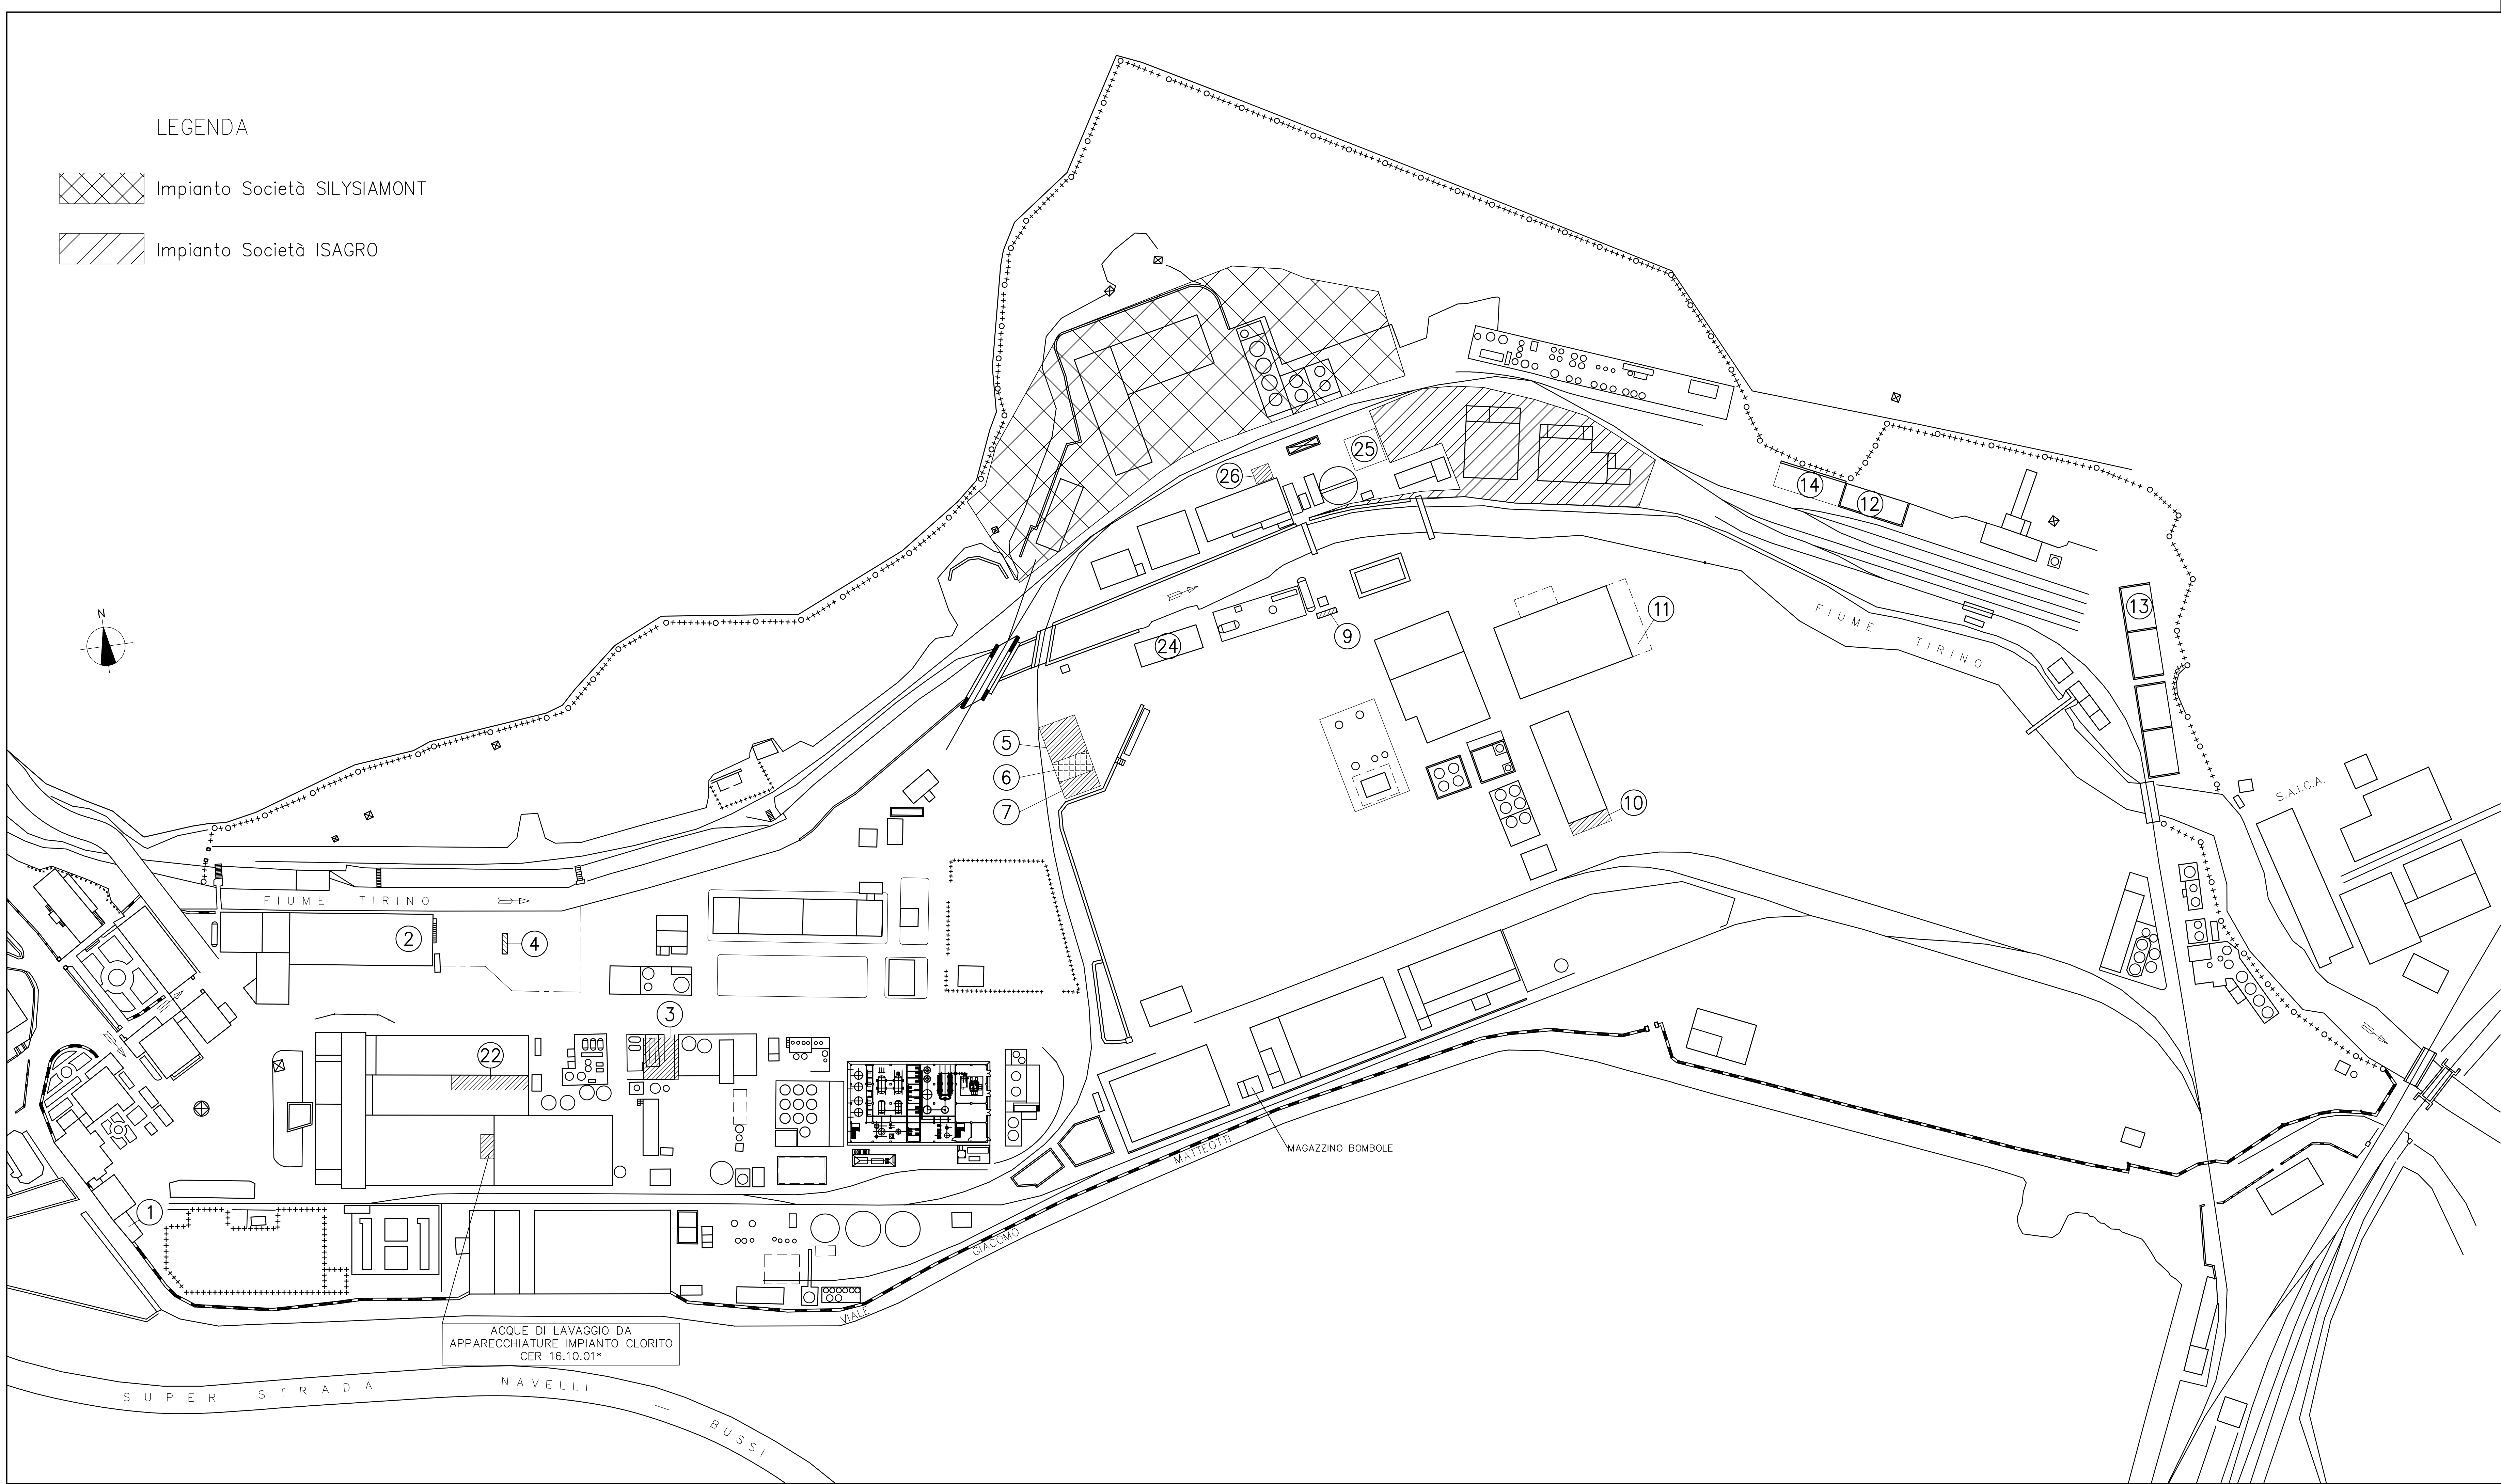 LEGENDA
Impianto Società SILYSIAMONT
Impianto Società ISAGRO
N
25
26
14
12
13
11
9
24
5
6
7
10
FIUME TIRINO
S.A.I.C.A.
FIUME TIRINO
2
4
3
22
1
MAGAZZINO BOMBOLE
VIALE GIACOMO MATTEOTTI
ACQUE DI LAVAGGIO DA
APPARECCHIATURE IMPIANTO CLORITO
CER 16.10.01*
SUPER STRADA NAVELLI — BUSSI